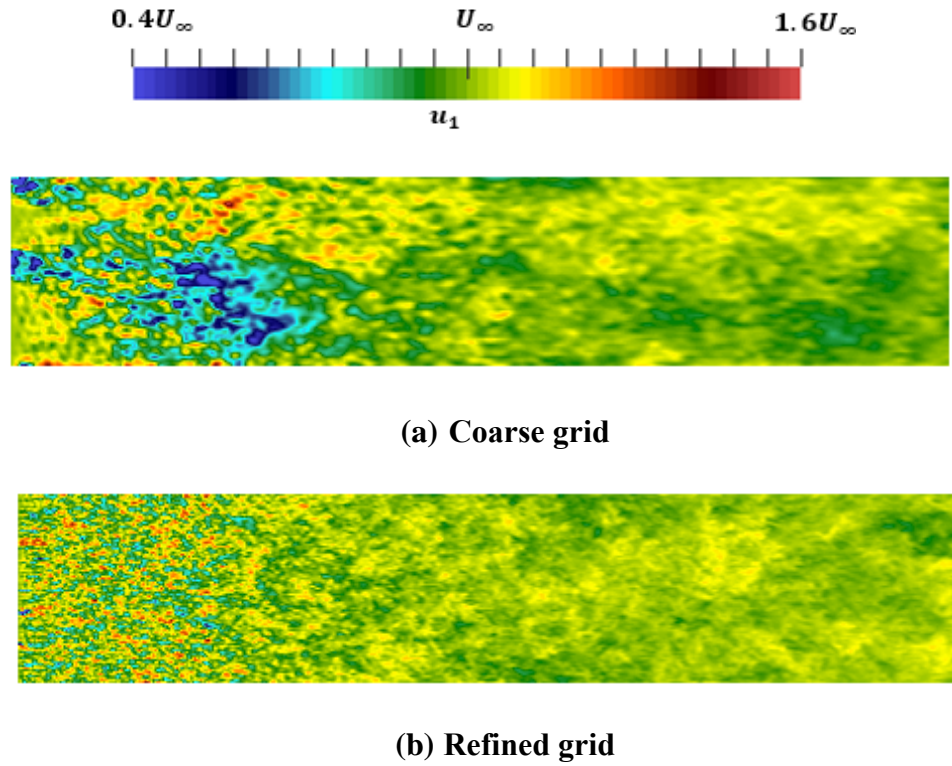 0.4U∞ U∞ 1.6U∞
u₁
(a) Coarse grid
(b) Refined grid